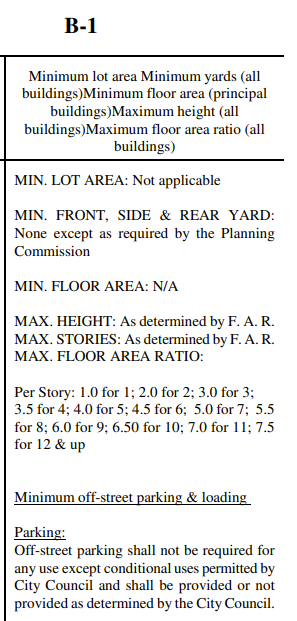 B-1
Minimum lot area Minimum yards (all
buildings)Minimum floor area (principal
buildings)Maximum height (all
buildings)Maximum floor area ratio (all
buildings)
MIN. LOT AREA: Not applicable
MIN. FRONT, SIDE & REAR YARD:
None except as required by the Planning
Commission
MIN. FLOOR AREA: N/A
MAX. HEIGHT: As determined by F. A. R.
MAX. STORIES: As determined by F. A. R.
MAX. FLOOR AREA RATIO:
Per Story: 1.0 for 1; 2.0 for 2; 3.0 for 3;
3.5 for 4; 4.0 for 5; 4.5 for 6; 5.0 for 7; 5.5
for 8; 6.0 for 9; 6.50 for 10; 7.0 for 11; 7.5
for 12 & up
Minimum off-street parking & loading
Parking:
Off-street parking shall not be required for
any use except conditional uses permitted by
City Council and shall be provided or not
provided as determined by the City Council.